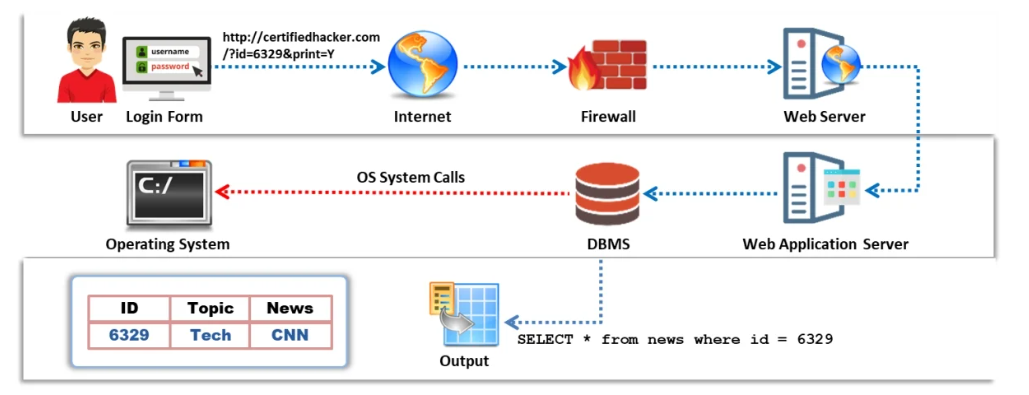 http://certifiedhacker.com
/?id=6329&print=Y
username
password
User
Login Form
Internet
Firewall
Web Server
C:/
OS System Calls
Operating System
DBMS
Web Application Server
ID Topic News
6329 Tech CNN
SELECT * from news where id = 6329
Output